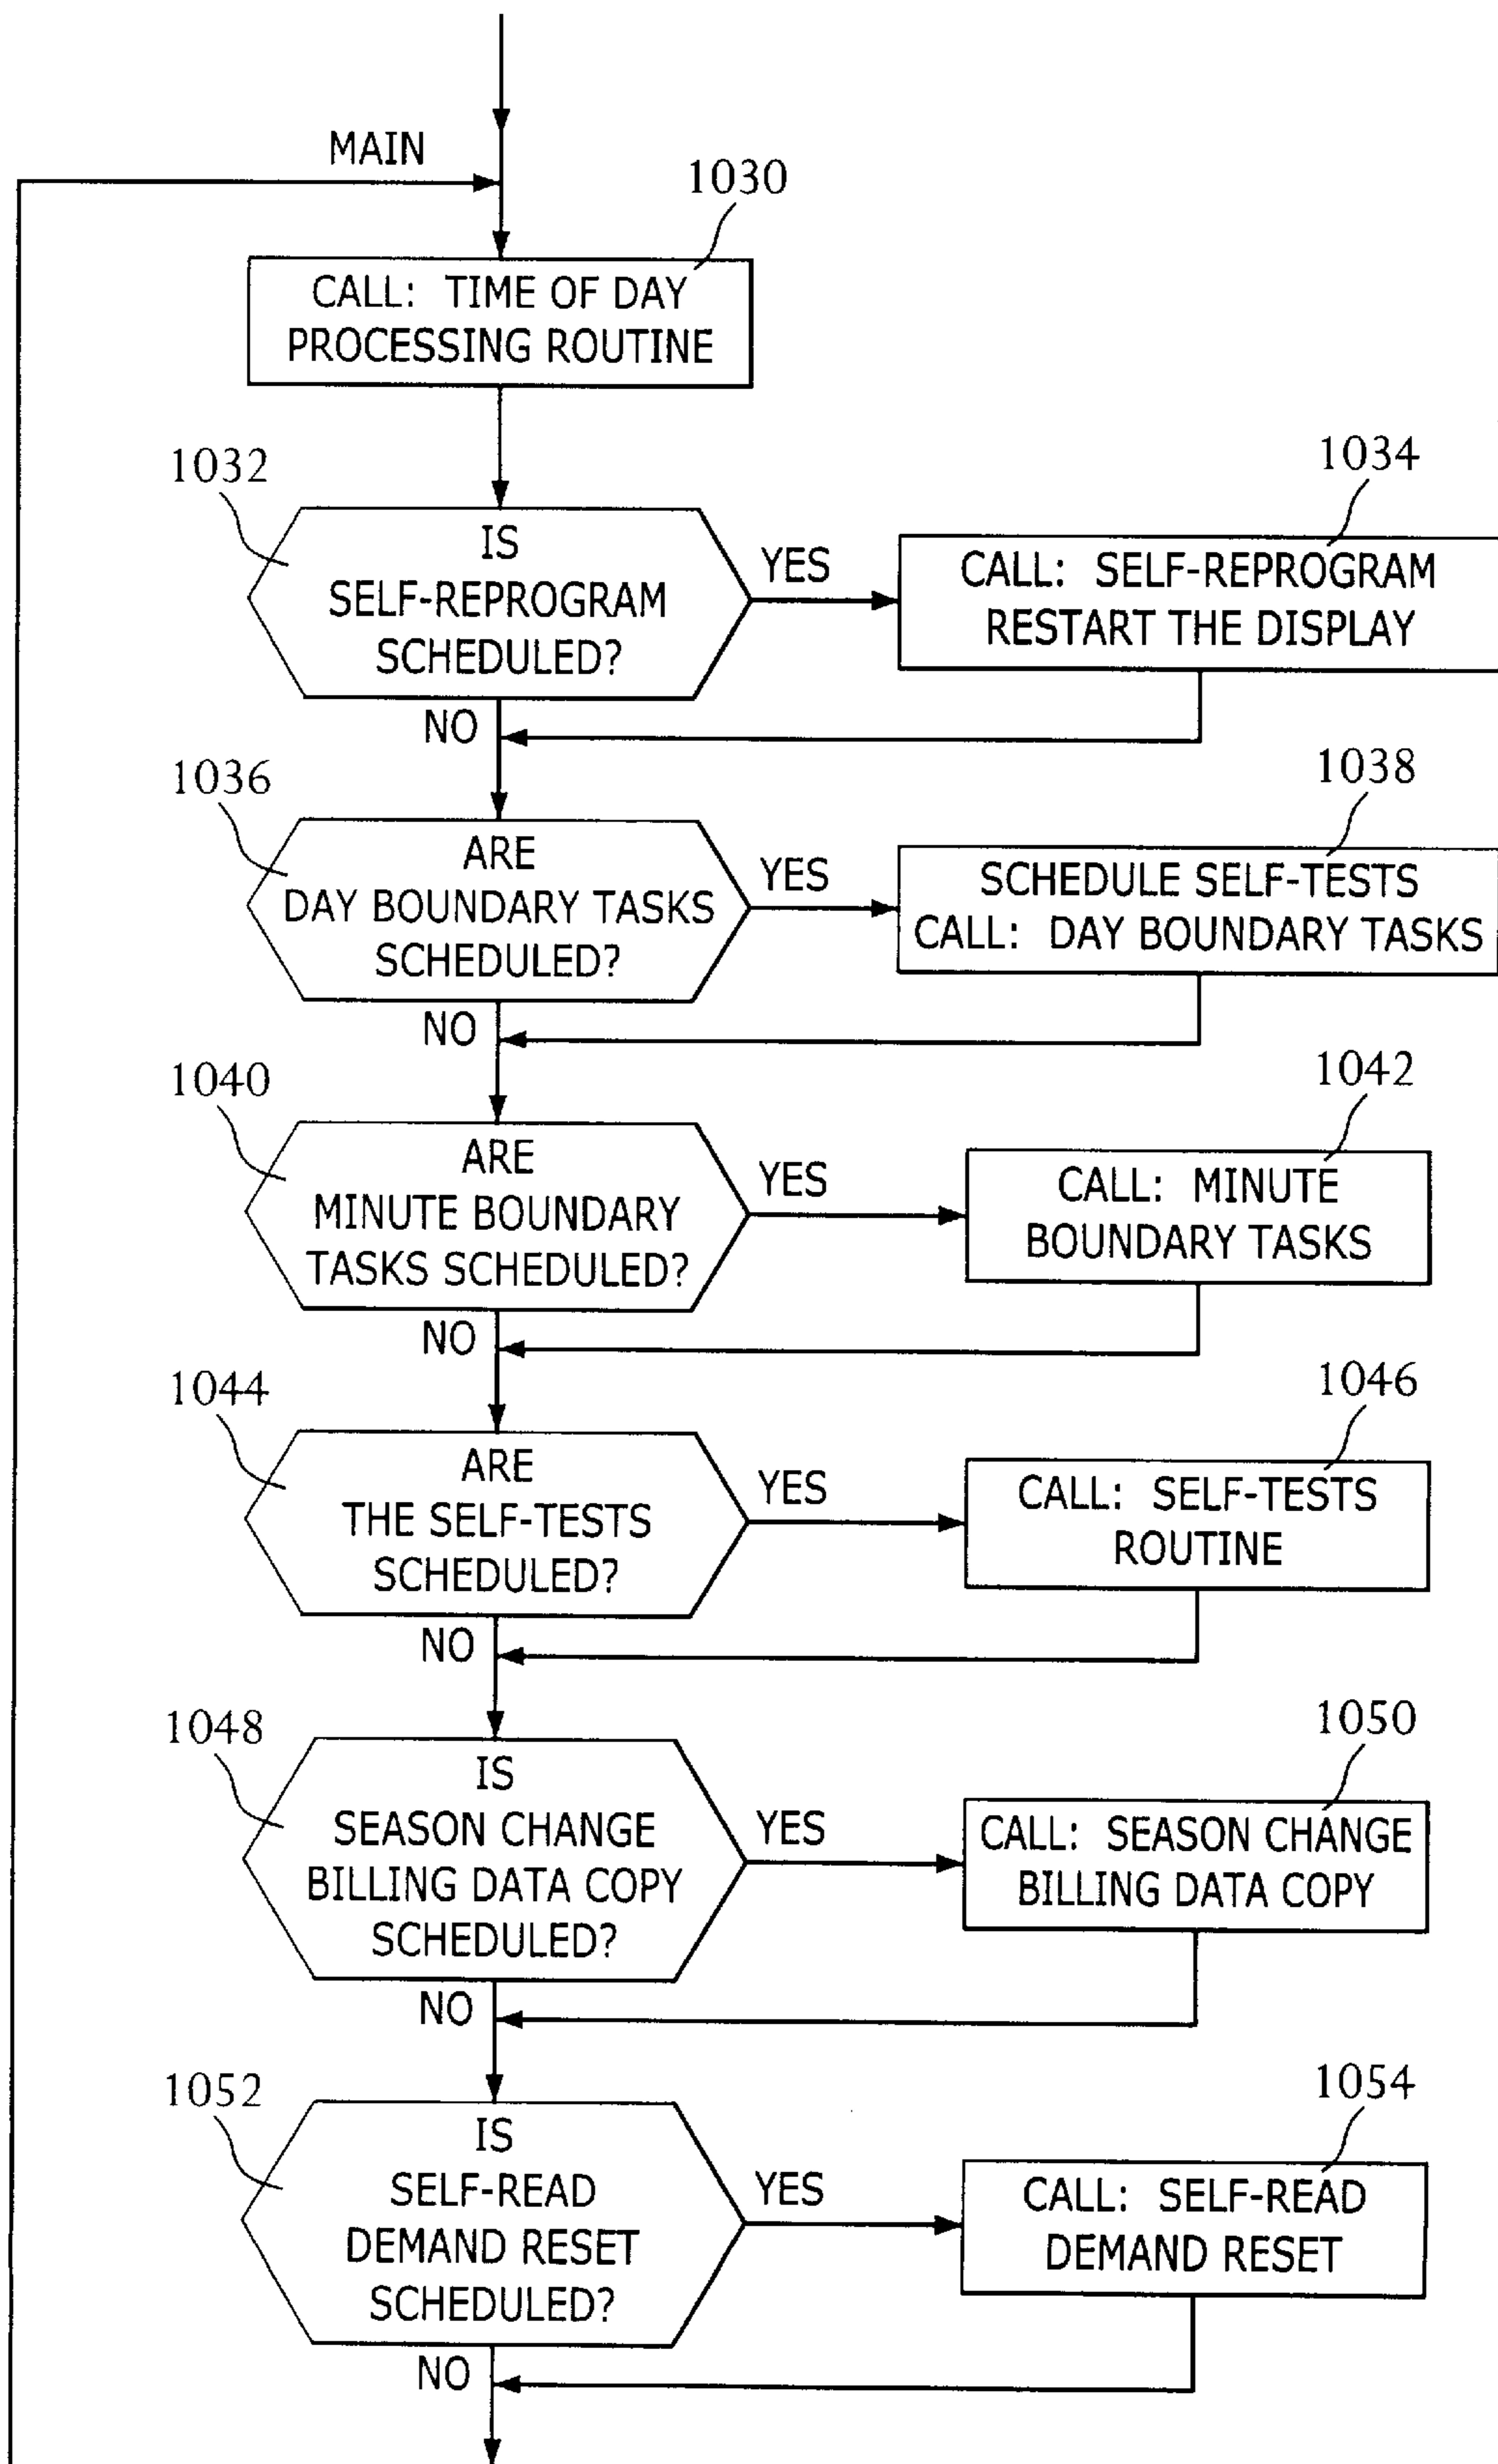 MAIN
1030
CALL: TIME OF DAY
PROCESSING ROUTINE
1032
IS
SELF-REPROGRAM
SCHEDULED?
YES
NO
1034
CALL: SELF-REPROGRAM
RESTART THE DISPLAY
1036
ARE
DAY BOUNDARY TASKS
SCHEDULED?
YES
NO
1038
SCHEDULE SELF-TESTS
CALL: DAY BOUNDARY TASKS
1040
ARE
MINUTE BOUNDARY
TASKS SCHEDULED?
YES
NO
1042
CALL: MINUTE
BOUNDARY TASKS
1044
ARE
THE SELF-TESTS
SCHEDULED?
YES
NO
1046
CALL: SELF-TESTS
ROUTINE
1048
IS
SEASON CHANGE
BILLING DATA COPY
SCHEDULED?
YES
NO
1050
CALL: SEASON CHANGE
BILLING DATA COPY
1052
IS
SELF-READ
DEMAND RESET
SCHEDULED?
YES
NO
1054
CALL: SELF-READ
DEMAND RESET